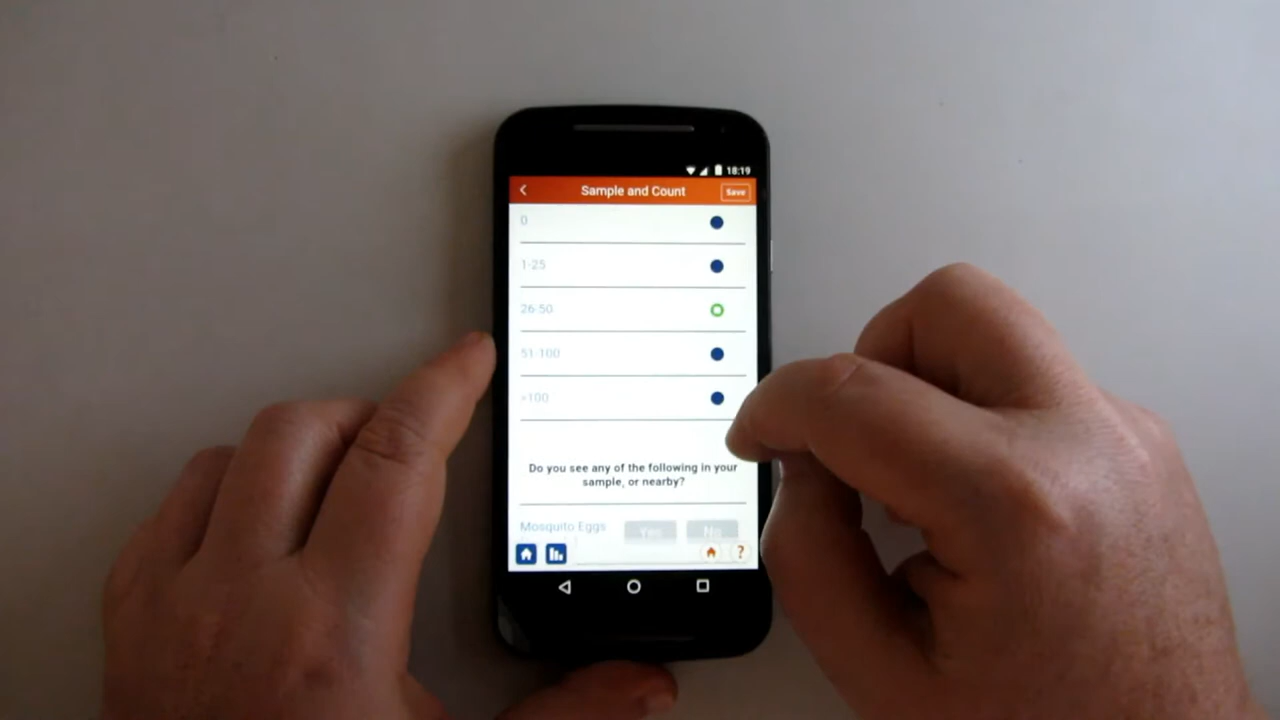 18:19
Sample and Count
Save
0
1-25
26-50
51-100
>100
Do you see any of the following in your
sample, or nearby?
Mosquito Eggs
Yes
No
?